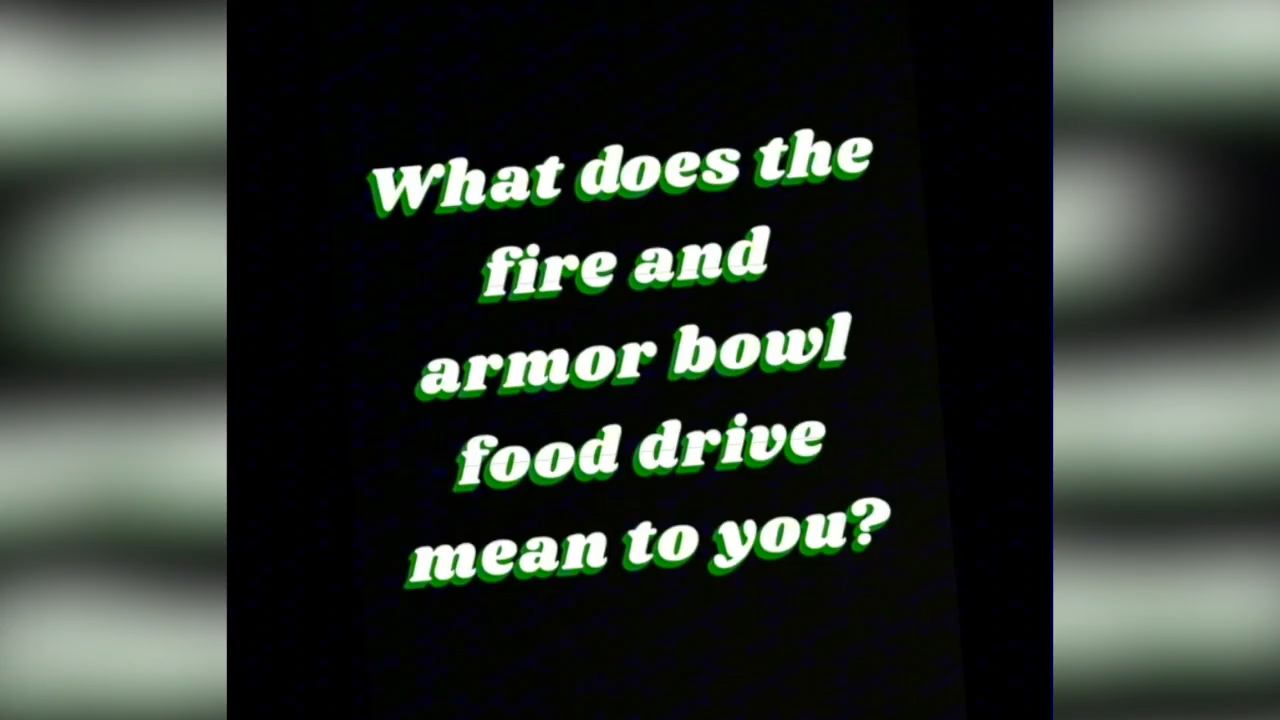 What does the
fire and
armor bowl
food drive
mean to you?